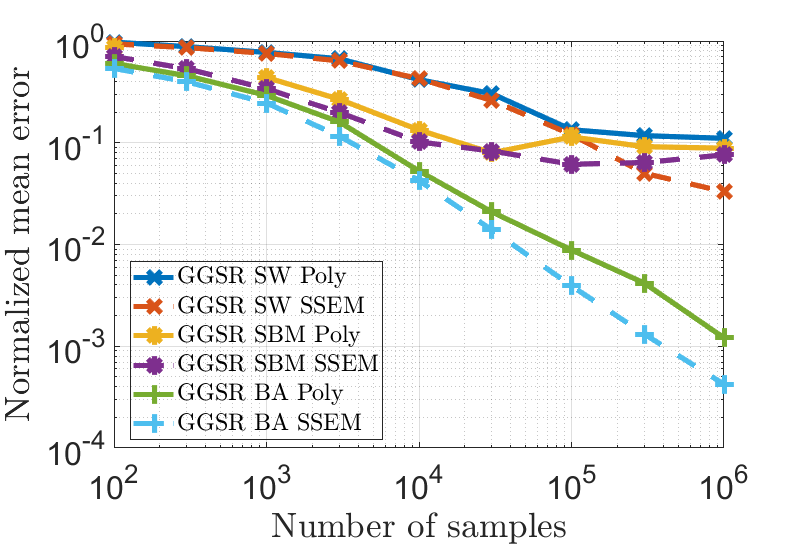 10^0
10^-1
10^-2
10^-3
10^-4
Normalized mean error
GGSR SW Poly
GGSR SW SSEM
GGSR SBM Poly
GGSR SBM SSEM
GGSR BA Poly
GGSR BA SSEM
10^2 10^3 10^4 10^5 10^6
Number of samples